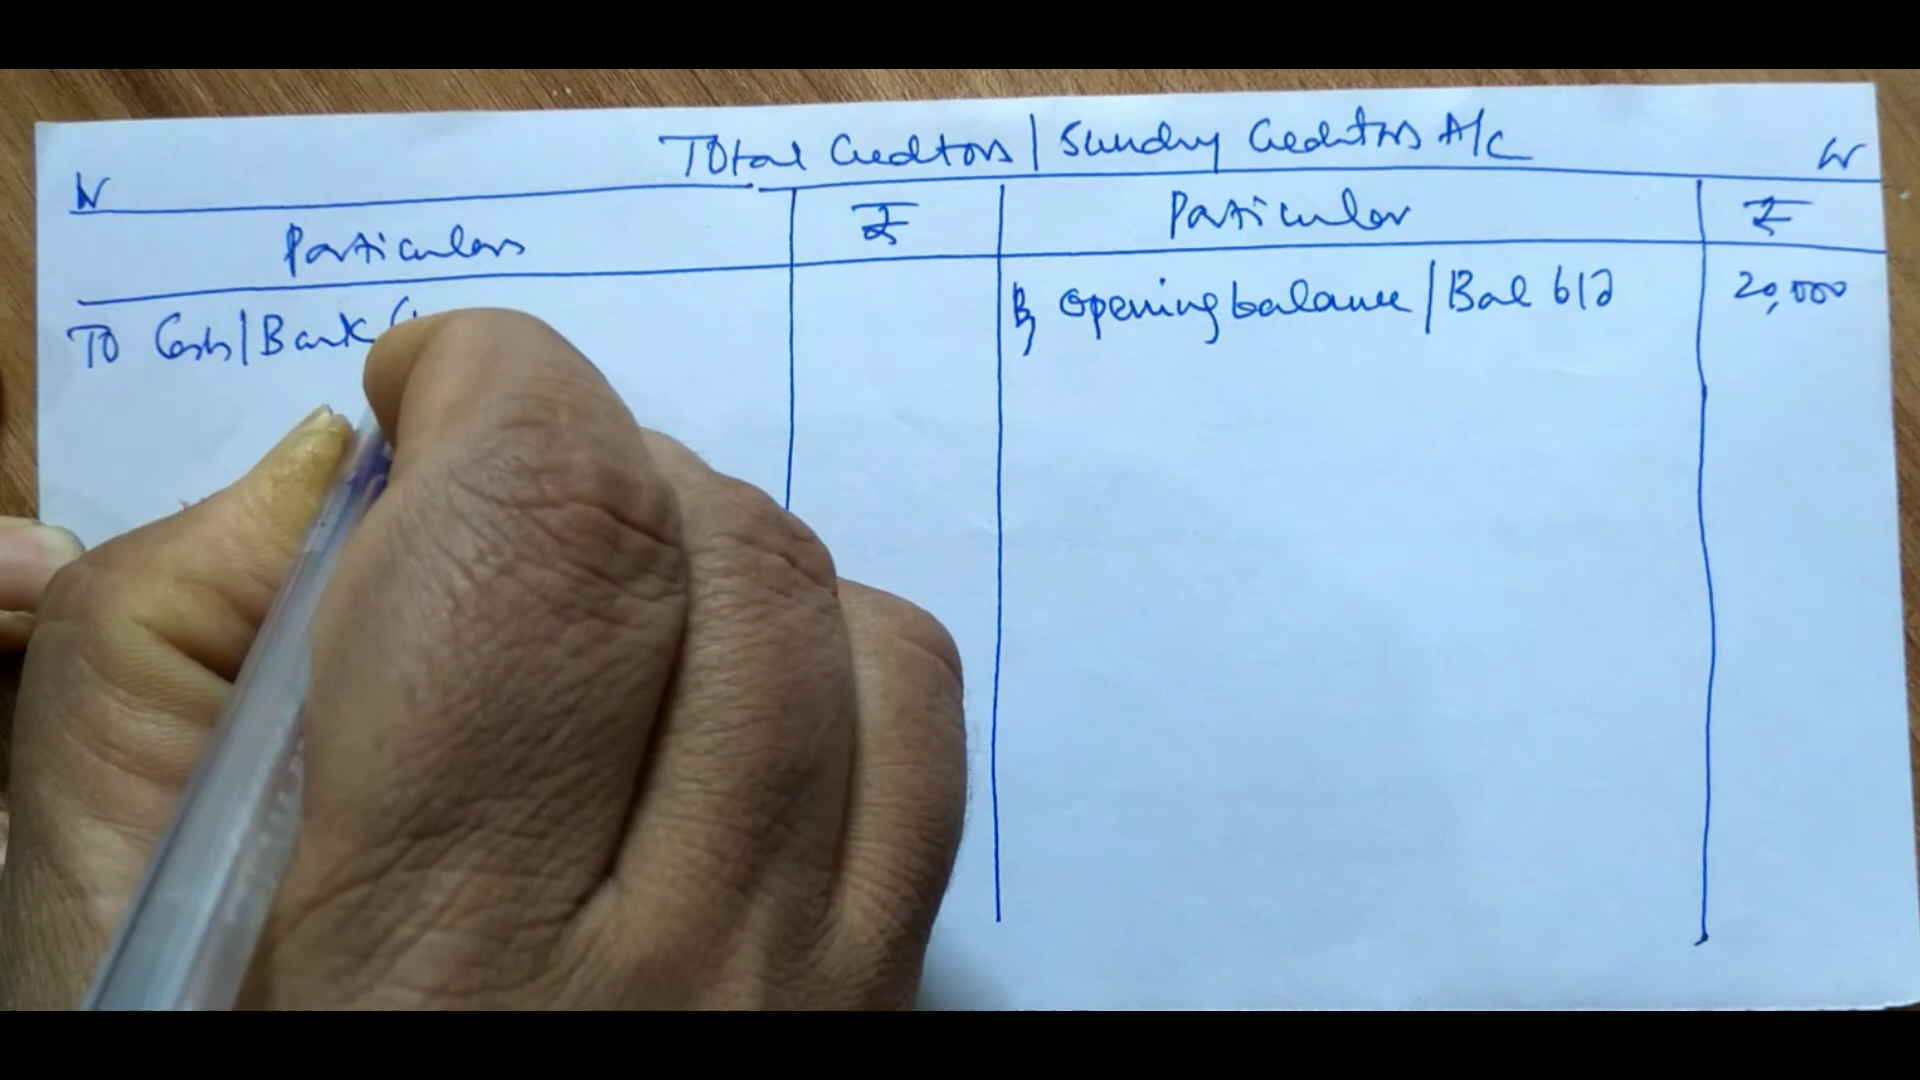 Total Creditors / Sundry Creditors A/c
Dr
Cr
Particulars ₹ Particular ₹
To Cash/Bank
By Opening balance / Bal b/d 20,000